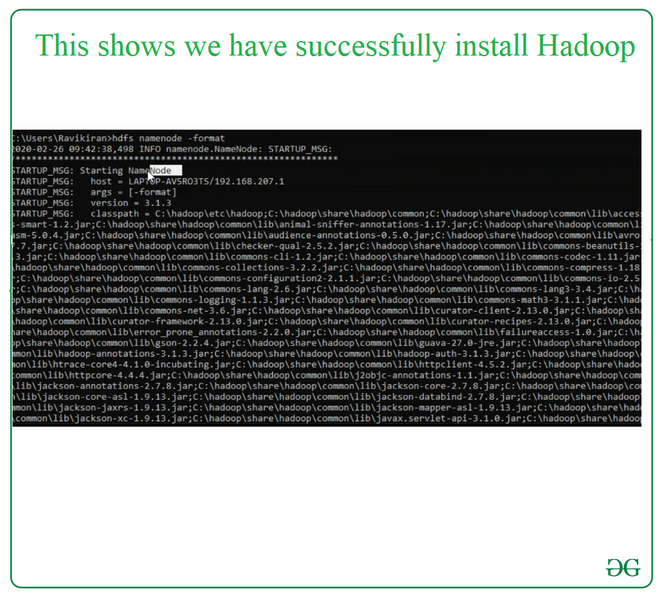 This shows we have successfully install Hadoop
C:\Users\Ravikiran>hdfs namenode -format
2020-02-26 09:42:38,498 INFO namenode.NameNode: STARTUP_MSG:
/************************************************************
STARTUP_MSG: Starting NameNode
STARTUP_MSG:   host = LAPTOP-AV5RO3TS/192.168.207.1
STARTUP_MSG:   args = [-format]
STARTUP_MSG:   version = 3.1.3
STARTUP_MSG:   classpath = C:\hadoop\etc\hadoop;C:\hadoop\share\hadoop\common;C:\hadoop\share\hadoop\common\lib\access
s-smart-1.2.jar;C:\hadoop\share\hadoop\common\lib\animal-sniffer-annotations-1.17.jar;C:\hadoop\share\hadoop\common\li
asm-5.0.4.jar;C:\hadoop\share\hadoop\common\lib\audience-annotations-0.5.0.jar;C:\hadoop\share\hadoop\common\lib\avro
7.7.jar;C:\hadoop\share\hadoop\common\lib\checker-qual-2.5.2.jar;C:\hadoop\share\hadoop\common\lib\commons-beanutils-
.3.jar;C:\hadoop\share\hadoop\common\lib\commons-cli-1.2.jar;C:\hadoop\share\hadoop\common\lib\commons-codec-1.11.jar
;C:\hadoop\share\hadoop\common\lib\commons-collections-3.2.2.jar;C:\hadoop\share\hadoop\common\lib\commons-compress-1.18
r;C:\hadoop\share\hadoop\common\lib\commons-configuration2-2.1.1.jar;C:\hadoop\share\hadoop\common\lib\commons-io-2.5
hadoop\share\hadoop\common\lib\commons-lang-2.6.jar;C:\hadoop\share\hadoop\common\lib\commons-lang3-3.4.jar;C:\hadoop
op\share\hadoop\common\lib\commons-logging-1.1.3.jar;C:\hadoop\share\hadoop\common\lib\commons-math3-3.1.1.jar;C:\had
hare\hadoop\common\lib\commons-net-3.6.jar;C:\hadoop\share\hadoop\common\lib\curator-client-2.13.0.jar;C:\hadoop\shar
\hadoop\common\lib\curator-framework-2.13.0.jar;C:\hadoop\share\hadoop\common\lib\curator-recipes-2.13.0.jar;C:\hadoo
hare\hadoop\common\lib\error_prone_annotations-2.2.0.jar;C:\hadoop\share\hadoop\common\lib\failureaccess-1.0.jar;C:\h
op\share\hadoop\common\lib\gson-2.2.4.jar;C:\hadoop\share\hadoop\common\lib\guava-27.0-jre.jar;C:\hadoop\share\hadoop
mmon\lib\hadoop-annotations-3.1.3.jar;C:\hadoop\share\hadoop\common\lib\hadoop-auth-3.1.3.jar;C:\hadoop\share\hadoop\
on\lib\htrace-core4-4.1.0-incubating.jar;C:\hadoop\share\hadoop\common\lib\httpclient-4.5.2.jar;C:\hadoop\share\hadoop
op\common\lib\httpcore-4.4.4.jar;C:\hadoop\share\hadoop\common\lib\j2objc-annotations-1.1.jar;C:\hadoop\share\hadoop\
\lib\jackson-annotations-2.7.8.jar;C:\hadoop\share\hadoop\common\lib\jackson-core-2.7.8.jar;C:\hadoop\share\hadoop\co
n\lib\jackson-core-asl-1.9.13.jar;C:\hadoop\share\hadoop\common\lib\jackson-databind-2.7.8.jar;C:\hadoop\share\hadoop
mon\lib\jackson-jaxrs-1.9.13.jar;C:\hadoop\share\hadoop\common\lib\jackson-mapper-asl-1.9.13.jar;C:\hadoop\share\hado
\common\lib\jackson-xc-1.9.13.jar;C:\hadoop\share\hadoop\common\lib\javax.servlet-api-3.1.0.jar;C:\hadoop\share\hadoop